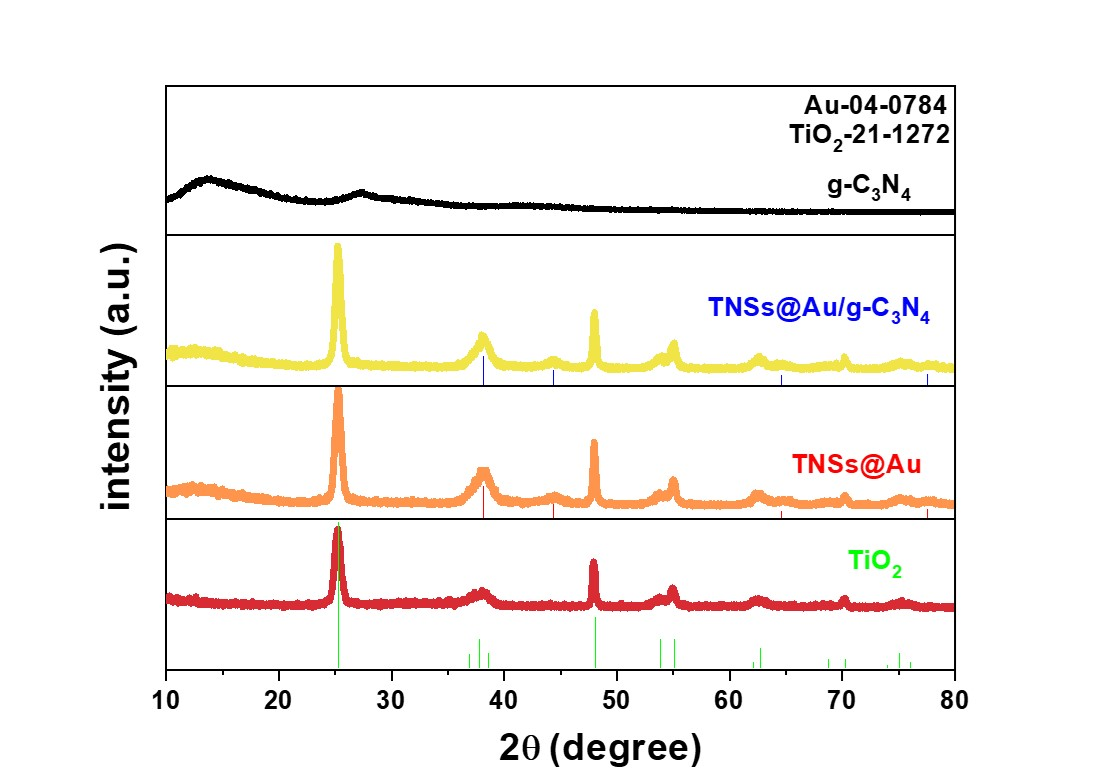 Au-04-0784
TiO₂-21-1272
g-C₃N₄
TNSs@Au/g-C₃N₄
TNSs@Au
TiO₂
intensity (a.u.)
10 20 30 40 50 60 70 80
2θ (degree)